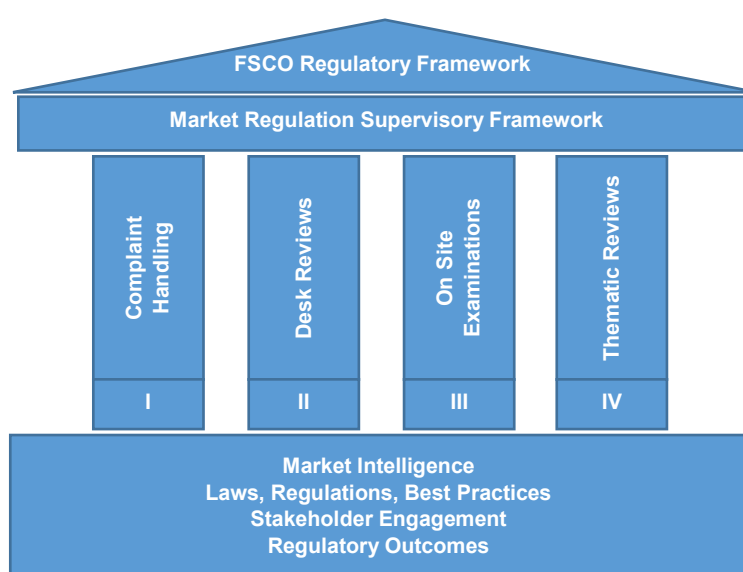 FSCO Regulatory Framework
Market Regulation Supervisory Framework
Complaint
Handling
Desk Reviews
On Site
Examinations
Thematic Reviews
I
II
III
IV
Market Intelligence
Laws, Regulations, Best Practices
Stakeholder Engagement
Regulatory Outcomes